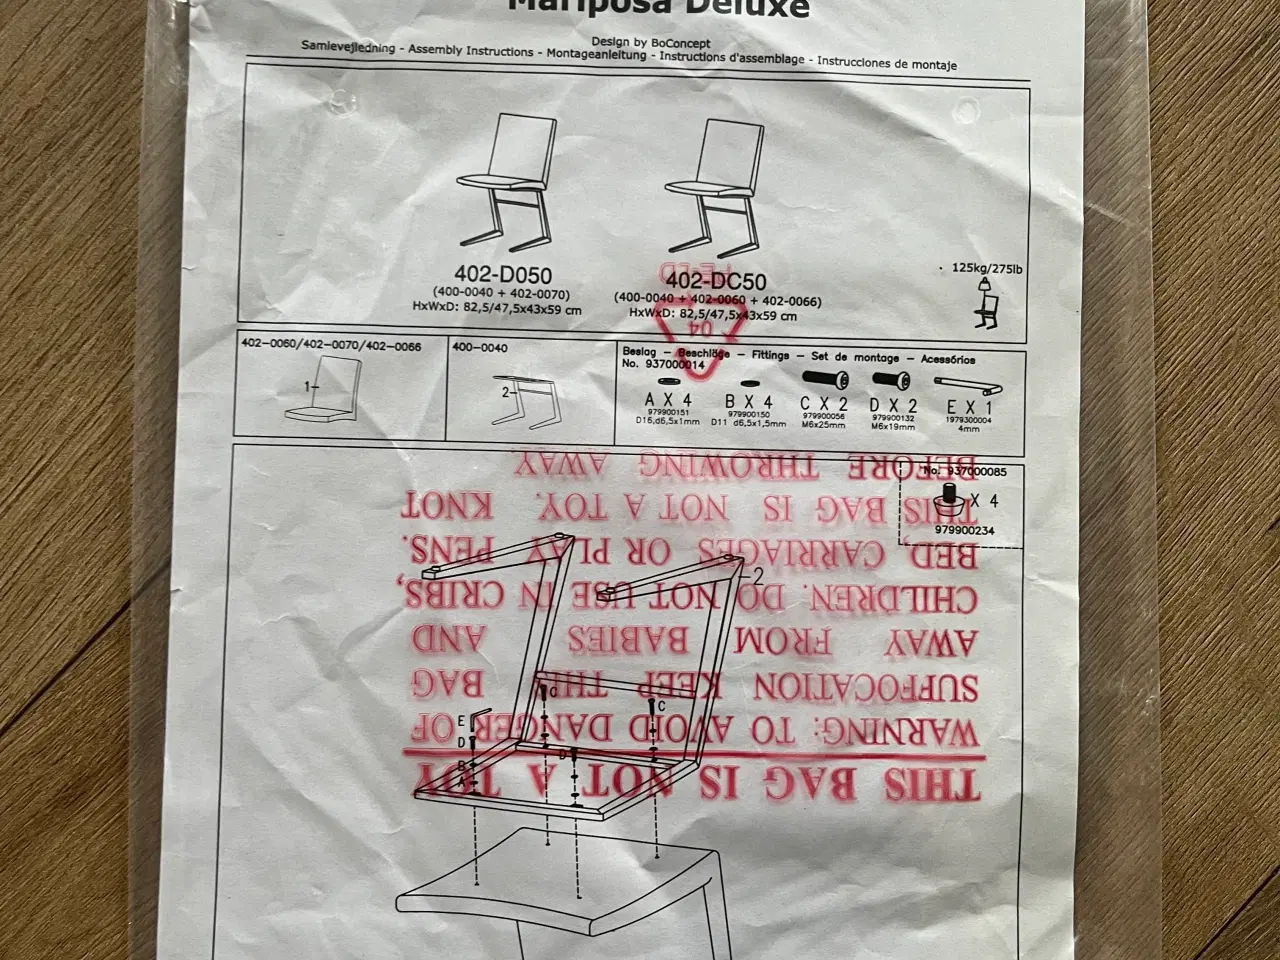 Mariposa Deluxe
Design by BoConcept
Samlevejledning - Assembly Instructions - Montageanleitung - Instructions d'assemblage - Instrucciones de montaje
402-D050
(400-0040 + 402-0070)
HxWxD: 82,5/47,5x43x59 cm
402-DC50
(400-0040 + 402-0060 + 402-0066)
HxWxD: 82,5/47,5x43x59 cm
125kg/275lb
PE-LD
04
402-0060/402-0070/402-0066
1
400-0040
2
Beslag - Beschläge - Fittings - Set de montage - Acessórios
No. 937000014
A X 4
979900151
D16,d6,5x1mm
B X 4
979900150
D11 d6,5x1,5mm
C X 2
979900056
M6x25mm
D X 2
979900132
M6x19mm
E X 1
1979300004
4mm
No. 937000085
X 4
979900234
2
C
C
E
D
B
A
D
THIS BAG IS NOT A TOY
WARNING: TO AVOID DANGER OF
SUFFOCATION KEEP THIS BAG
AWAY FROM BABIES AND
CHILDREN. DO NOT USE IN CRIBS,
BED, CARRIAGES OR PLAY PENS.
THIS BAG IS NOT A TOY. KNOT
BEFORE THROWING AWAY.